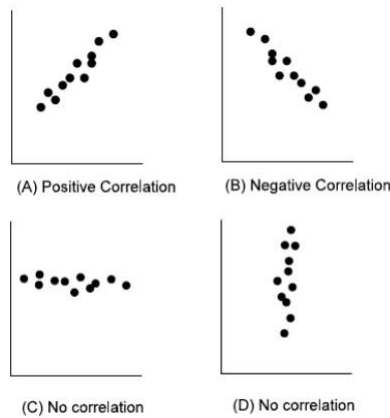 (A) Positive Correlation
(B) Negative Correlation
(C) No correlation
(D) No correlation